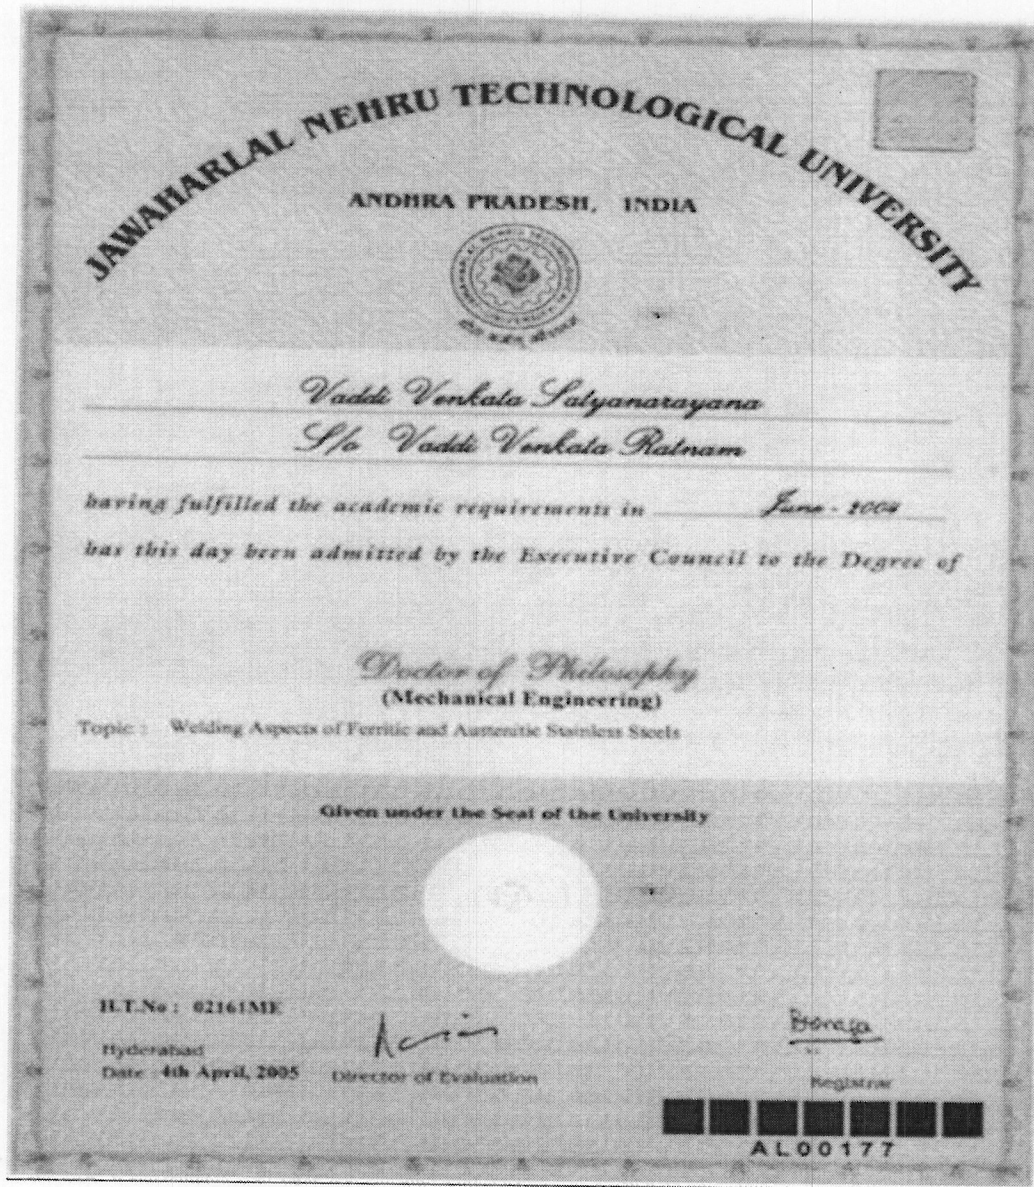 JAWAHARLAL NEHRU TECHNOLOGICAL UNIVERSITY
ANDHRA PRADESH, INDIA
Vaddi Venkata Satyanarayana
S/o Vaddi Venkata Ratnam
having fulfilled the academic requirements in June - 2004
has this day been admitted by the Executive Council to the Degree of
Doctor of Philosophy
(Mechanical Engineering)
Topic : Welding Aspects of Ferritic and Austenitic Stainless Steels
Given under the Seal of the University
H.T.No : 02161ME
Hyderabad
Date : 4th April, 2005
Director of Evaluation
Registrar
AL00177